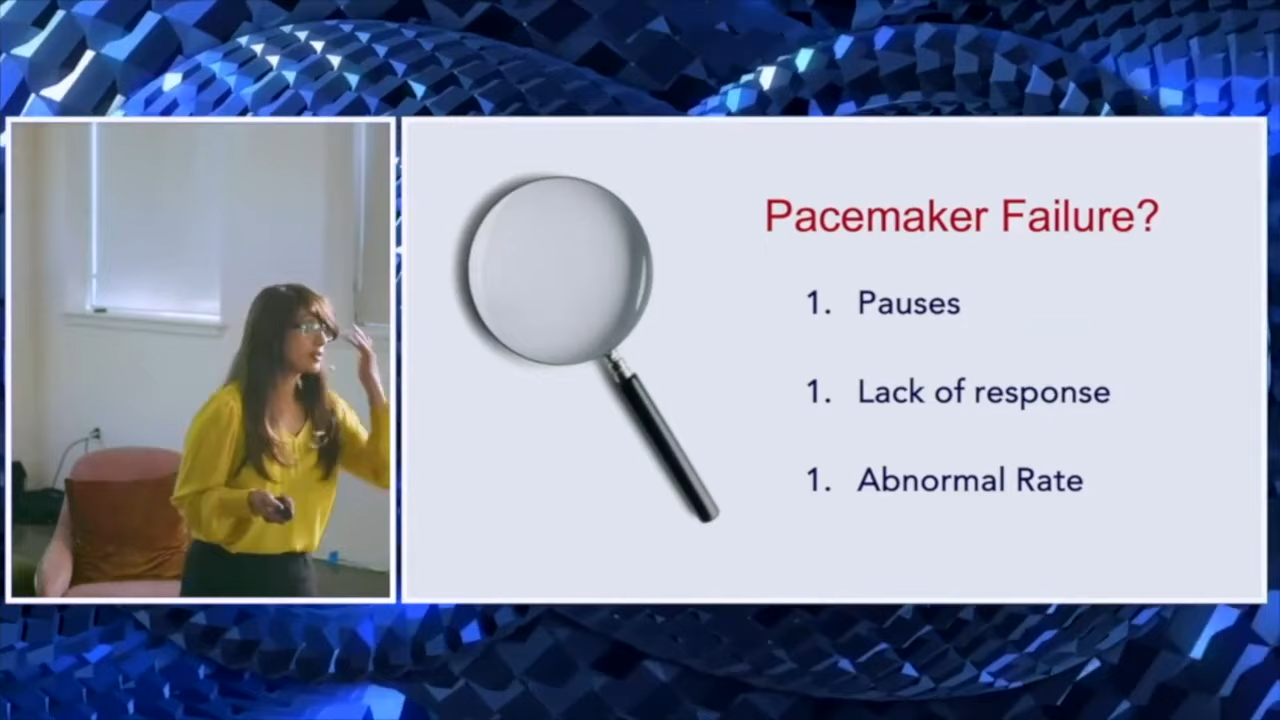 Pacemaker Failure?
1. Pauses
1. Lack of response
1. Abnormal Rate